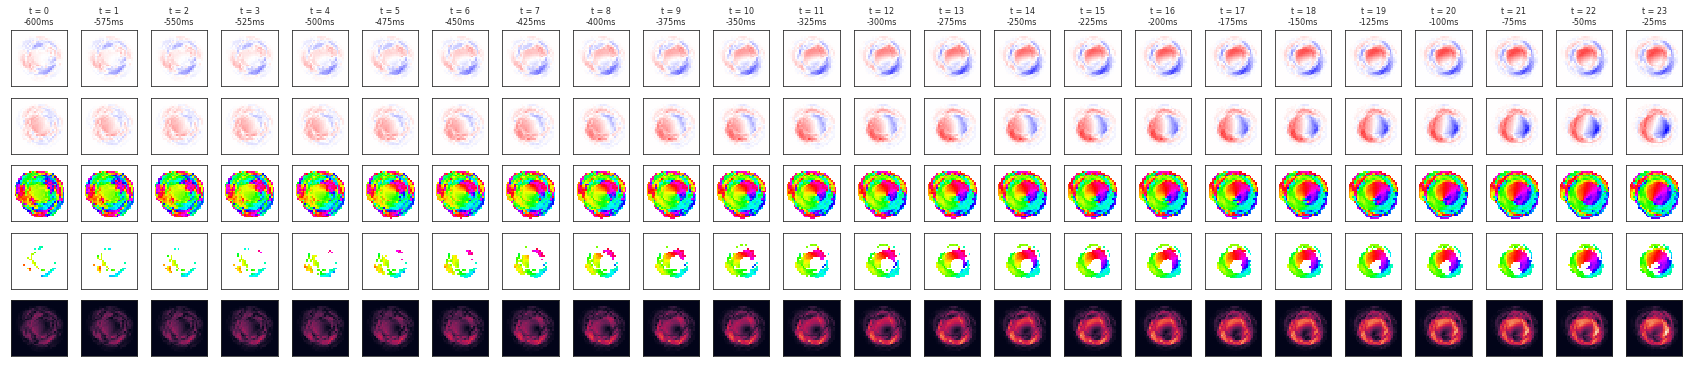 t = 0 t = 1 t = 2 t = 3 t = 4 t = 5 t = 6 t = 7 t = 8 t = 9 t = 10 t = 11 t = 12 t = 13 t = 14 t = 15 t = 16 t = 17 t = 18 t = 19 t = 20 t = 21 t = 22 t = 23
-600ms -575ms -550ms -525ms -500ms -475ms -450ms -425ms -400ms -375ms -350ms -325ms -300ms -275ms -250ms -225ms -200ms -175ms -150ms -125ms -100ms -75ms -50ms -25ms